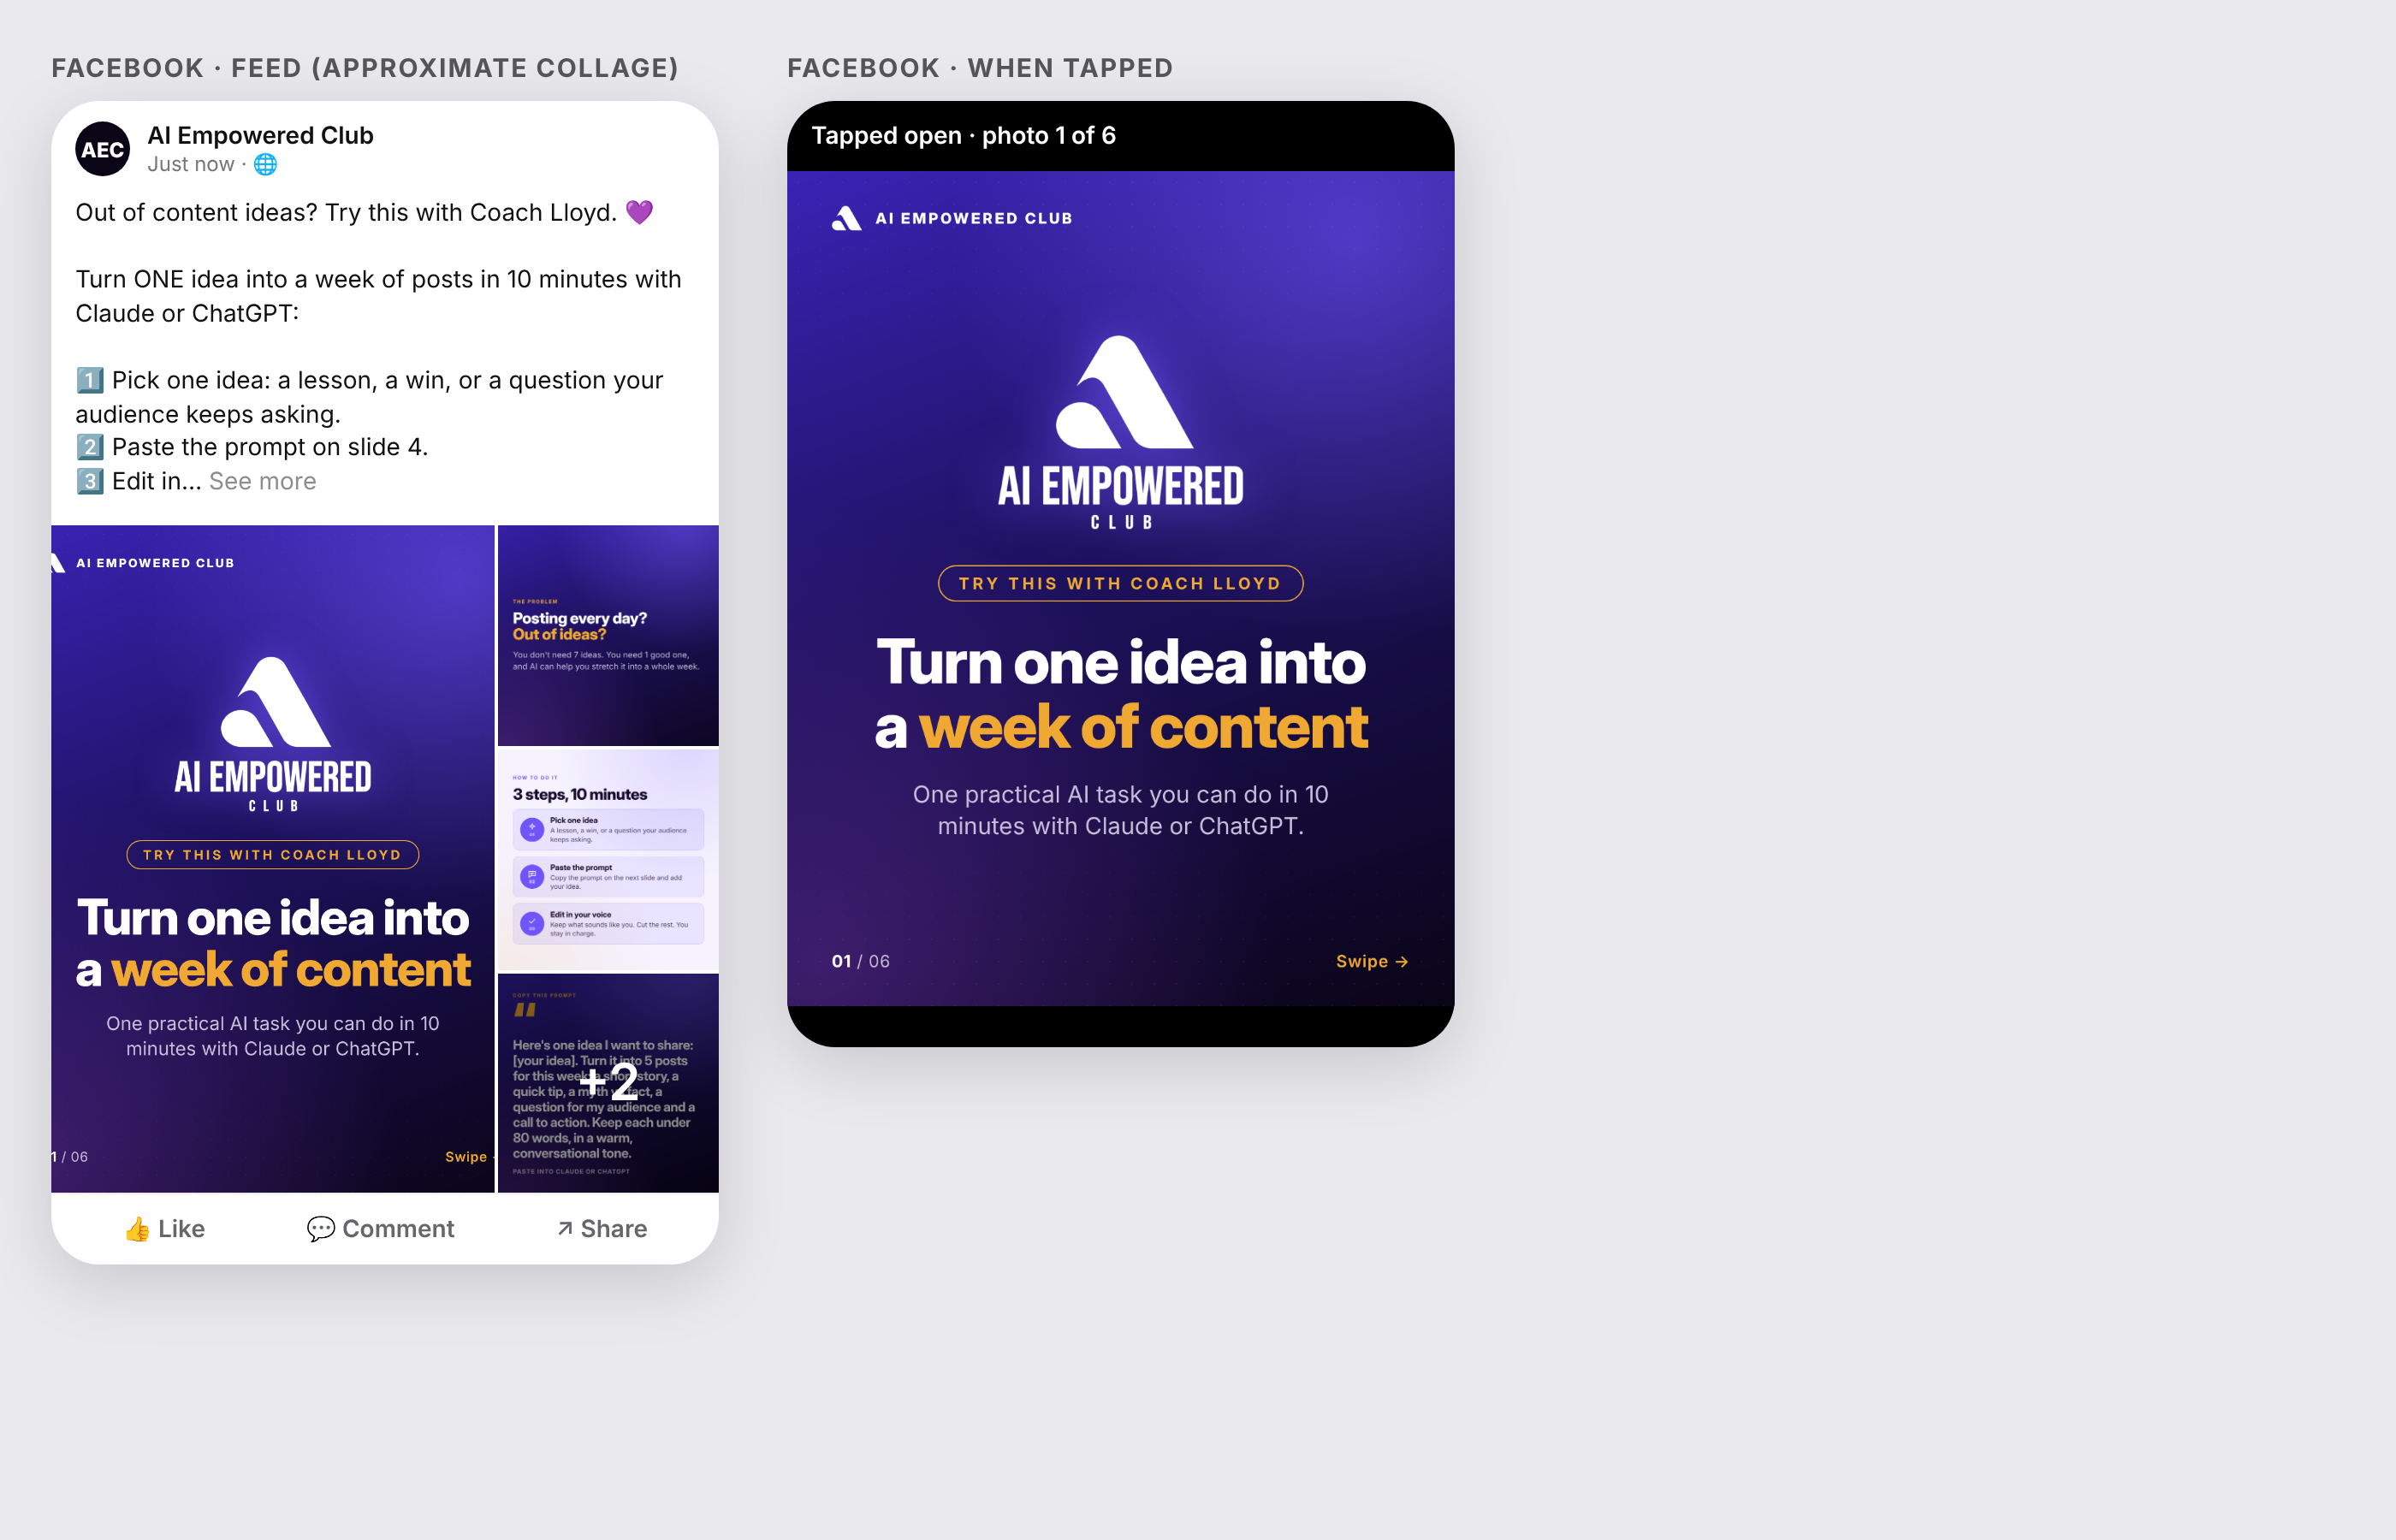 FACEBOOK · FEED (APPROXIMATE COLLAGE)
AEC
AI Empowered Club
Just now ·
Out of content ideas? Try this with Coach Lloyd. 💜
Turn ONE idea into a week of posts in 10 minutes with
Claude or ChatGPT:
1️⃣ Pick one idea: a lesson, a win, or a question your
audience keeps asking.
2️⃣ Paste the prompt on slide 4.
3️⃣ Edit in... See more
AI EMPOWERED CLUB
AI EMPOWERED
CLUB
TRY THIS WITH COACH LLOYD
Turn one idea into
a week of content
One practical AI task you can do in 10
minutes with Claude or ChatGPT.
1 / 06
Swipe
THE PROBLEM
Posting every day?
Out of ideas?
You don't need 7 ideas. You need 1 good one,
and AI can help you stretch it into a whole week.
HOW TO DO IT
3 steps, 10 minutes
Pick one idea
A lesson, a win, or a question your audience
keeps asking.
Paste the prompt
Copy the prompt on the next slide and add
your idea.
Edit in your voice
Keep what sounds like you. Cut the rest. You
stay in charge.
COPY THIS PROMPT
"
Here's one idea I want to share:
[your idea]. Turn it into 5 posts
for this week: a short story, a
quick tip, a myth fact, a
question for my audience and a
call to action. Keep each under
80 words, in a warm,
conversational tone.
PASTE INTO CLAUDE OR CHATGPT
+2
👍 Like
💬 Comment
↗ Share
FACEBOOK · WHEN TAPPED
Tapped open · photo 1 of 6
AI EMPOWERED CLUB
AI EMPOWERED
CLUB
TRY THIS WITH COACH LLOYD
Turn one idea into
a week of content
One practical AI task you can do in 10
minutes with Claude or ChatGPT.
01 / 06
Swipe →